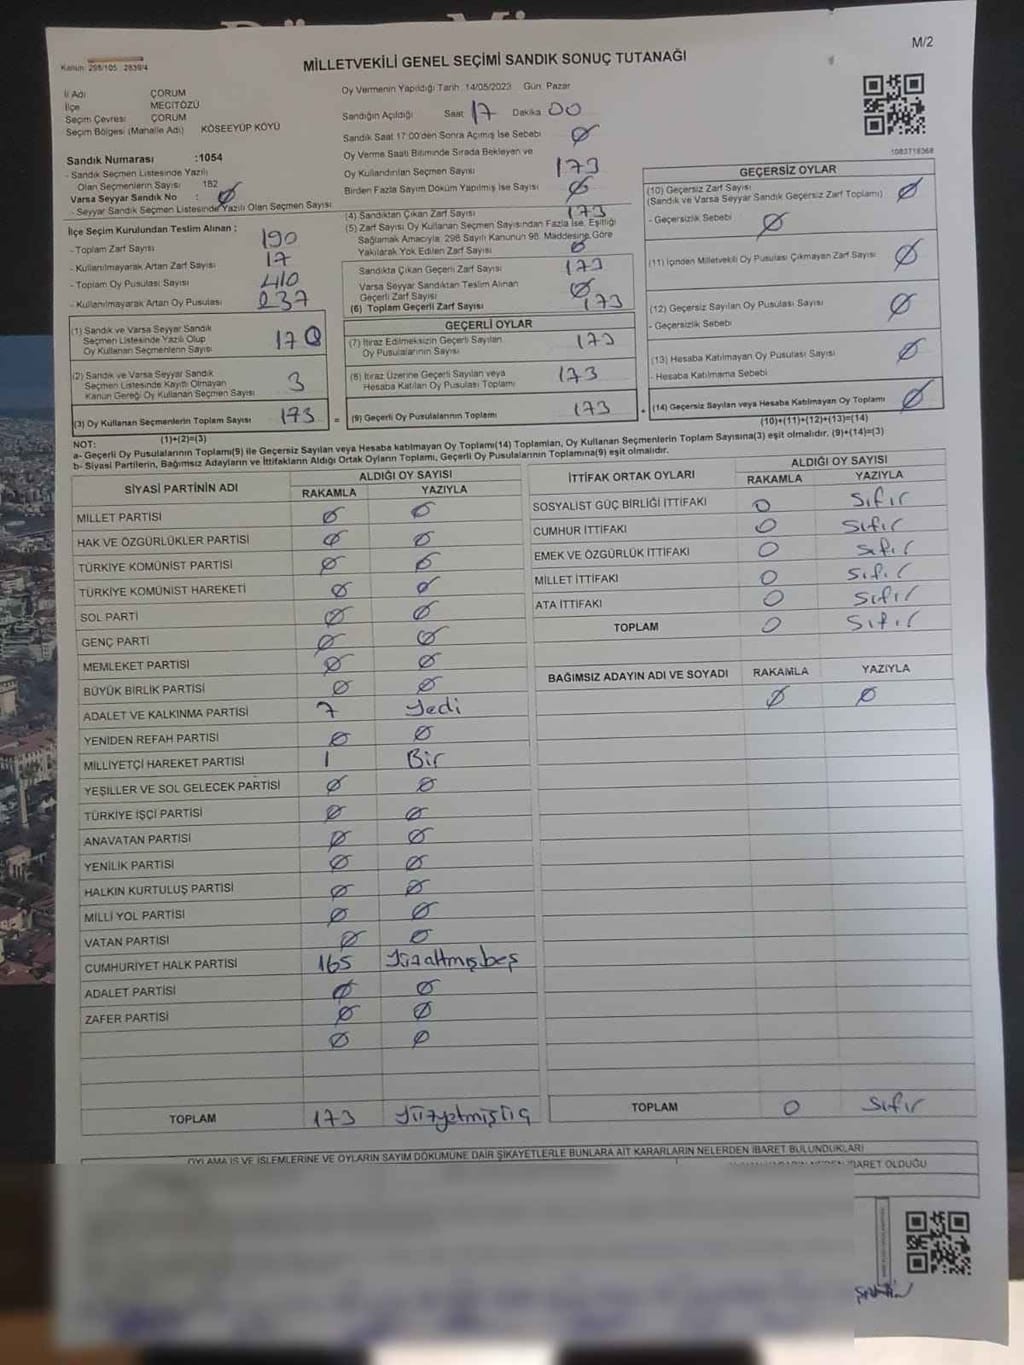 M/2
Kanun: 298/105 2839/4
MİLLETVEKİLİ GENEL SEÇİMİ SANDIK SONUÇ TUTANAĞI
İl Adı ÇORUM
İlçe MECİTÖZÜ
Seçim Çevresi ÇORUM
Seçim Bölgesi (Mahalle Adı) KÖSEEYÜP KÖYÜ
Sandık Numarası :1054
- Sandık Seçmen Listesinde Yazılı
Olan Seçmenlerin Sayısı 182
Varsa Seyyar Sandık No : Ø
- Seyyar Sandık Seçmen Listesinde Yazılı Olan Seçmen Sayısı
İlçe Seçim Kurulundan Teslim Alınan ;
- Toplam Zarf Sayısı 190
- Kullanılmayarak Artan Zarf Sayısı 17
- Toplam Oy Pusulası Sayısı 410
- Kullanılmayarak Artan Oy Pusulası 237
(1) Sandık ve Varsa Seyyar Sandık
Seçmen Listesinde Yazılı Olup
Oy Kullanan Seçmenlerin Sayısı 170
(2) Sandık ve Varsa Seyyar Sandık
Seçmen Listesinde Kayıtlı Olmayan
Kanun Gereği Oy Kullanan Seçmen Sayısı 3
(3) Oy Kullanan Seçmenlerin Toplam Sayısı 173 =
(1)+(2)=(3)
Oy Vermenin Yapıldığı Tarih :14/05/2023 Gün: Pazar
Sandığın Açıldığı Saat 17 Dakika 00
Sandık Saat 17:00'den Sonra Açılmış İse Sebebi Ø
Oy Verme Saati Bitiminde Sırada Bekleyen ve
Oy Kullandırılan Seçmen Sayısı 173
Birden Fazla Sayım Döküm Yapılmış İse Sayısı Ø
(4) Sandıktan Çıkan Zarf Sayısı 173
(5) Zarf Sayısı Oy Kullanan Seçmen Sayısından Fazla İse, Eşitliği
Sağlamak Amacıyla; 298 Sayılı Kanunun 98. Maddesine Göre
Yakılarak Yok Edilen Zarf Sayısı Ø
Sandıkta Çıkan Geçerli Zarf Sayısı 173
Varsa Seyyar Sandıktan Teslim Alınan
Geçerli Zarf Sayısı Ø
(6) Toplam Geçerli Zarf Sayısı 173
GEÇERLİ OYLAR
(7) İtiraz Edilmeksizin Geçerli Sayılan
Oy Pusulalarının Sayısı 173
(8) İtiraz Üzerine Geçerli Sayılan veya
Hesaba Katılan Oy Pusulası Toplamı 173
(9) Geçerli Oy Pusulalarının Toplamı 173 +
1083718368
GEÇERSİZ OYLAR
(10) Geçersiz Zarf Sayısı Ø
(Sandık ve Varsa Seyyar Sandık Geçersiz Zarf Toplamı)
- Geçersizlik Sebebi Ø
(11) İçinden Milletvekili Oy Pusulası Çıkmayan Zarf Sayısı Ø
(12) Geçersiz Sayılan Oy Pusulası Sayısı Ø
- Geçersizlik Sebebi
(13) Hesaba Katılmayan Oy Pusulası Sayısı Ø
- Hesaba Katılmama Sebebi
(14) Geçersiz Sayılan veya Hesaba Katılmayan Oy Toplamı Ø
(10)+(11)+(12)+(13)=(14)
NOT:
a- Geçerli Oy Pusulalarının Toplamı(9) ile Geçersiz Sayılan veya Hesaba katılmayan Oy Toplamı(14) Toplamları, Oy Kullanan Seçmenlerin Toplam Sayısına(3) eşit olmalıdır. (9)+(14)=(3)
b- Siyasi Partilerin, Bağımsız Adayların ve İttifakların Aldığı Ortak Oyların Toplamı, Geçerli Oy Pusulalarının Toplamına(9) eşit olmalıdır.
SİYASİ PARTİNİN ADI ALDIĞI OY SAYISI
RAKAMLA YAZIYLA
MİLLET PARTİSİ Ø Ø
HAK VE ÖZGÜRLÜKLER PARTİSİ Ø Ø
TÜRKİYE KOMÜNİST PARTİSİ Ø Ø
TÜRKİYE KOMÜNİST HAREKETİ Ø Ø
SOL PARTİ Ø Ø
GENÇ PARTİ Ø Ø
MEMLEKET PARTİSİ Ø Ø
BÜYÜK BİRLİK PARTİSİ Ø Ø
ADALET VE KALKINMA PARTİSİ 7 Yedi
YENİDEN REFAH PARTİSİ Ø Ø
MİLLİYETÇİ HAREKET PARTİSİ 1 Bir
YEŞİLLER VE SOL GELECEK PARTİSİ Ø Ø
TÜRKİYE İŞÇİ PARTİSİ Ø Ø
ANAVATAN PARTİSİ Ø Ø
YENİLİK PARTİSİ Ø Ø
HALKIN KURTULUŞ PARTİSİ Ø Ø
MİLLİ YOL PARTİSİ Ø Ø
VATAN PARTİSİ Ø Ø
CUMHURİYET HALK PARTİSİ 165 Yüzaltmışbeş
ADALET PARTİSİ Ø Ø
ZAFER PARTİSİ Ø Ø
Ø Ø
TOPLAM 173 Yüzyetmişüç
İTTİFAK ORTAK OYLARI ALDIĞI OY SAYISI
RAKAMLA YAZIYLA
SOSYALİST GÜÇ BİRLİĞİ İTTİFAKI 0 Sıfır
CUMHUR İTTİFAKI 0 Sıfır
EMEK VE ÖZGÜRLÜK İTTİFAKI 0 Sıfır
MİLLET İTTİFAKI 0 Sıfır
ATA İTTİFAKI 0 Sıfır
TOPLAM 0 Sıfır
BAĞIMSIZ ADAYIN ADI VE SOYADI RAKAMLA YAZIYLA
Ø Ø
TOPLAM 0 Sıfır
OYLAMA İŞ VE İŞLEMLERİNE VE OYLARIN SAYIM DÖKÜMÜNE DAİR ŞİKAYETLERLE BUNLARA AİT KARARLARIN NELERDEN İBARET BULUNDUKLARI
İBARET OLDUĞU